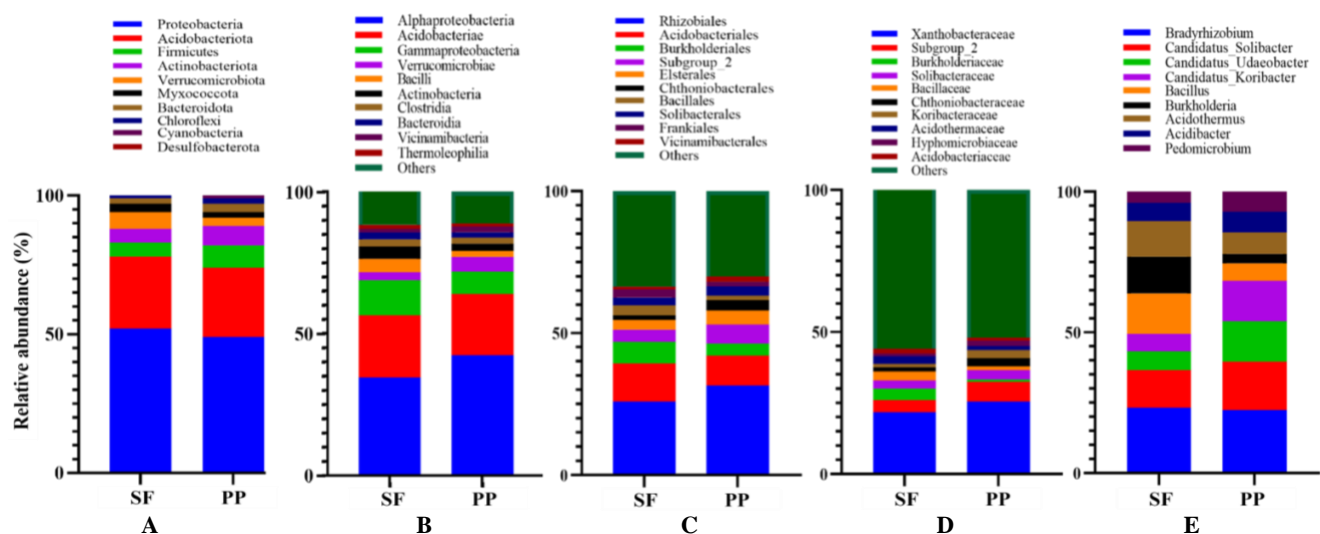 Proteobacteria
Acidobacteriota
Firmicutes
Actinobacteriota
Verrucomicrobiota
Myxococcota
Bacteroidota
Chloroflexi
Cyanobacteria
Desulfobacterota
Relative abundance (%)
100
50
0
SF PP
A
Alphaproteobacteria
Acidobacteriae
Gammaproteobacteria
Verrucomicrobiae
Bacilli
Actinobacteria
Clostridia
Bacteroidia
Vicinamibacteria
Thermoleophilia
Others
100
50
0
SF PP
B
Rhizobiales
Acidobacteriales
Burkholderiales
Subgroup_2
Elsterales
Chthoniobacterales
Bacillales
Solibacterales
Frankiales
Vicinamibacterales
Others
100
50
0
SF PP
C
Xanthobacteraceae
Subgroup_2
Burkholderiaceae
Solibacteraceae
Bacillaceae
Chthoniobacteraceae
Koribacteraceae
Acidothermaceae
Hyphomicrobiaceae
Acidobacteriaceae
Others
100
50
0
SF PP
D
Bradyrhizobium
Candidatus_Solibacter
Candidatus_Udaeobacter
Candidatus_Koribacter
Bacillus
Burkholderia
Acidothermus
Acidibacter
Pedomicrobium
100
50
0
SF PP
E